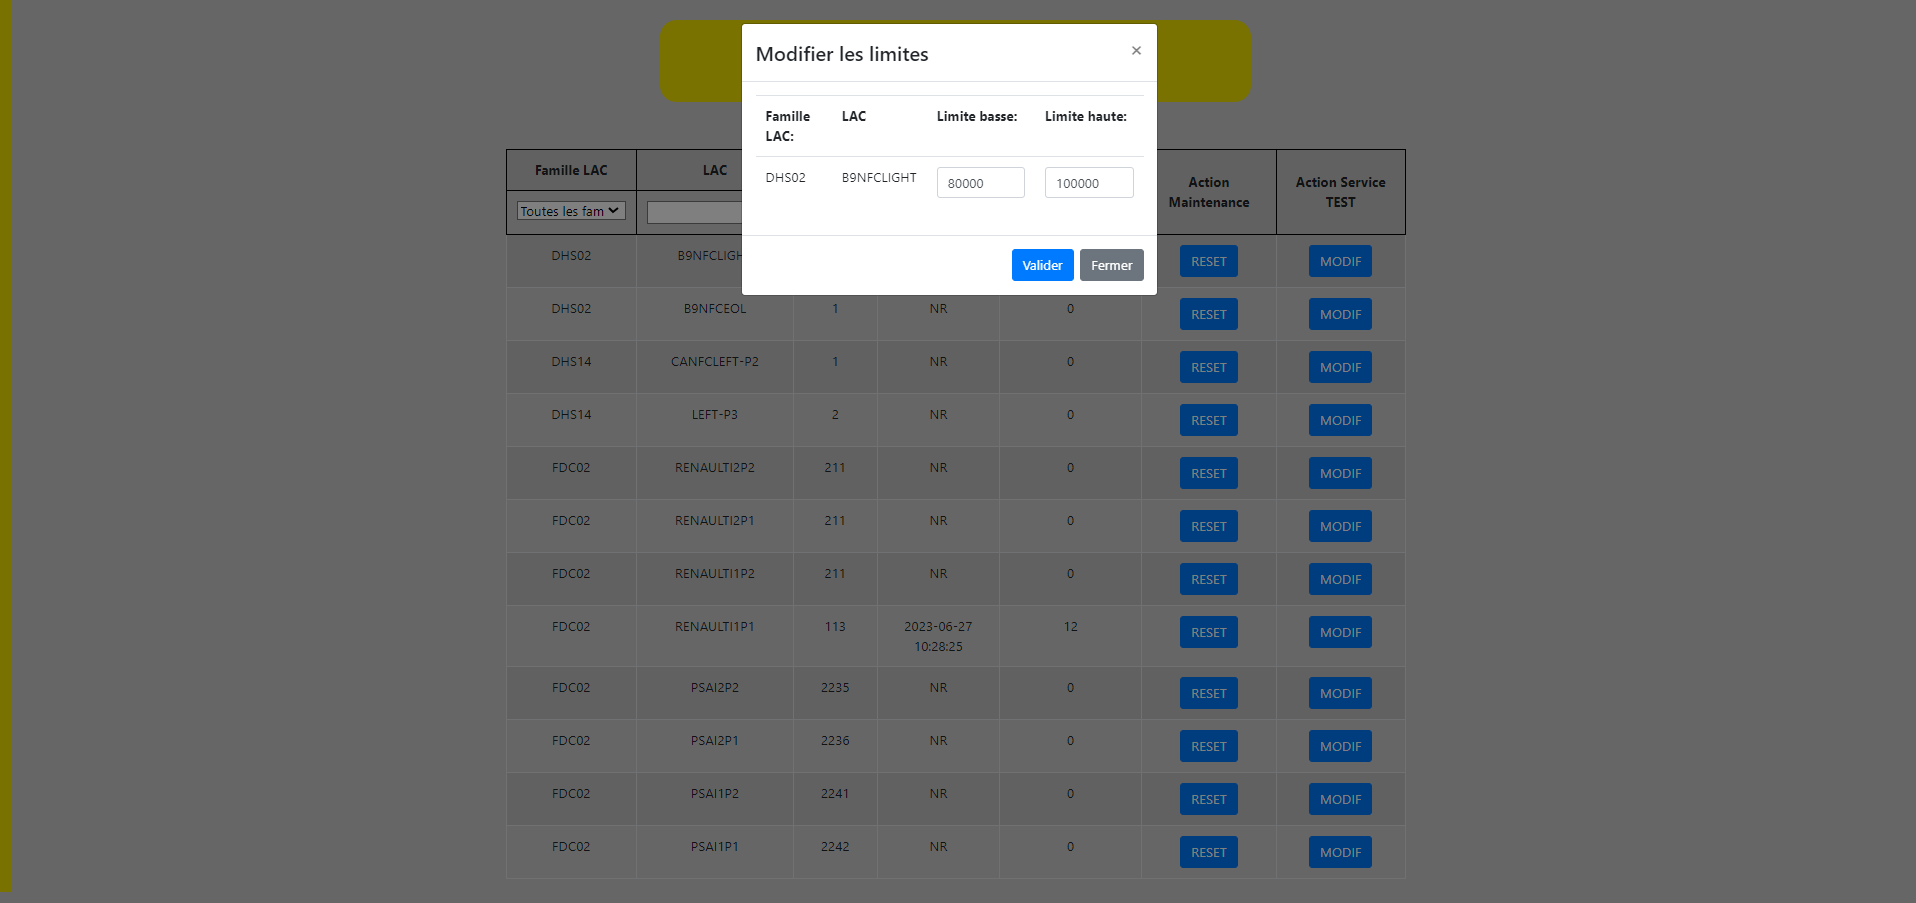 Modifier les limites
×
Famille LAC: LAC Limite basse: Limite haute:
DHS02 B9NFCLIGHT 80000 100000
Valider Fermer
Famille LAC LAC Action Maintenance Action Service TEST
Toutes les fam
DHS02 RESET MODIF
DHS02 B9NFCEOL 1 NR 0 RESET MODIF
DHS14 CANFCLEFT-P2 1 NR 0 RESET MODIF
DHS14 LEFT-P3 2 NR 0 RESET MODIF
FDC02 RENAULTI2P2 211 NR 0 RESET MODIF
FDC02 RENAULTI2P1 211 NR 0 RESET MODIF
FDC02 RENAULTI1P2 211 NR 0 RESET MODIF
FDC02 RENAULTI1P1 113 2023-06-27 10:28:25 12 RESET MODIF
FDC02 PSAI2P2 2235 NR 0 RESET MODIF
FDC02 PSAI2P1 2236 NR 0 RESET MODIF
FDC02 PSAI1P2 2241 NR 0 RESET MODIF
FDC02 PSAI1P1 2242 NR 0 RESET MODIF